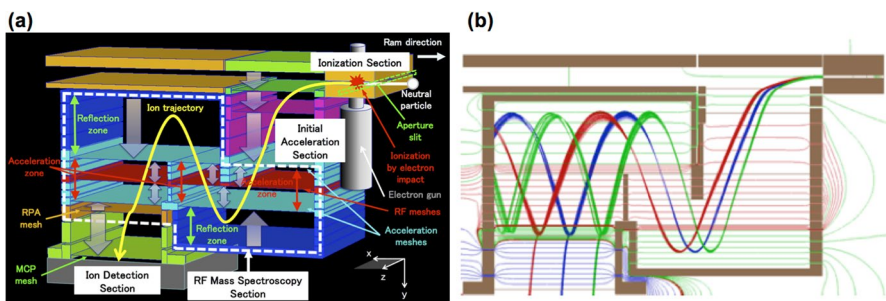 (a)
(b)
Ionization Section
Ram direction
Ion trajectory
Neutral
particle
Reflection
zone
Initial
Acceleration
Section
Aperture
slit
Acceleration
zone
Acceleration
zone
Ionization
by electron
impact
Electron gun
RPA
mesh
Reflection
zone
RF meshes
Acceleration
meshes
MCP
mesh
Ion Detection
Section
RF Mass Spectroscopy
Section
x
z
y